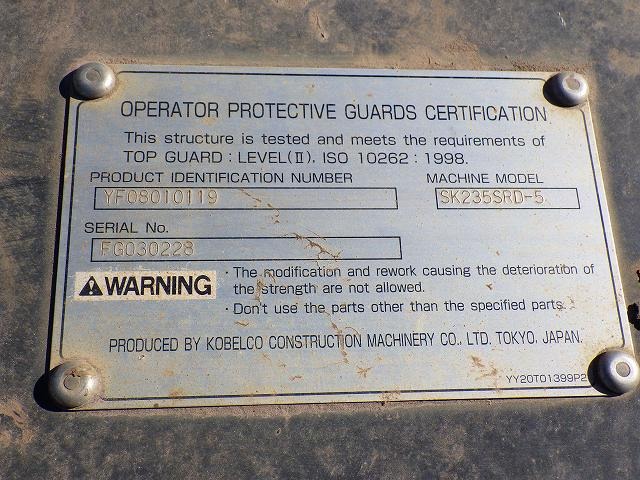 OPERATOR PROTECTIVE GUARDS CERTIFICATION
This structure is tested and meets the requirements of
TOP GUARD : LEVEL(II). ISO 10262 : 1998.
PRODUCT IDENTIFICATION NUMBER MACHINE MODEL
YF08010119 SK235SRD-5
SERIAL No.
FG030228
WARNING
· The modification and rework causing the deterioration of
the strength are not allowed.
· Don't use the parts other than the specified parts.
PRODUCED BY KOBELCO CONSTRUCTION MACHINERY CO., LTD. TOKYO. JAPAN.
YY20T01399P2